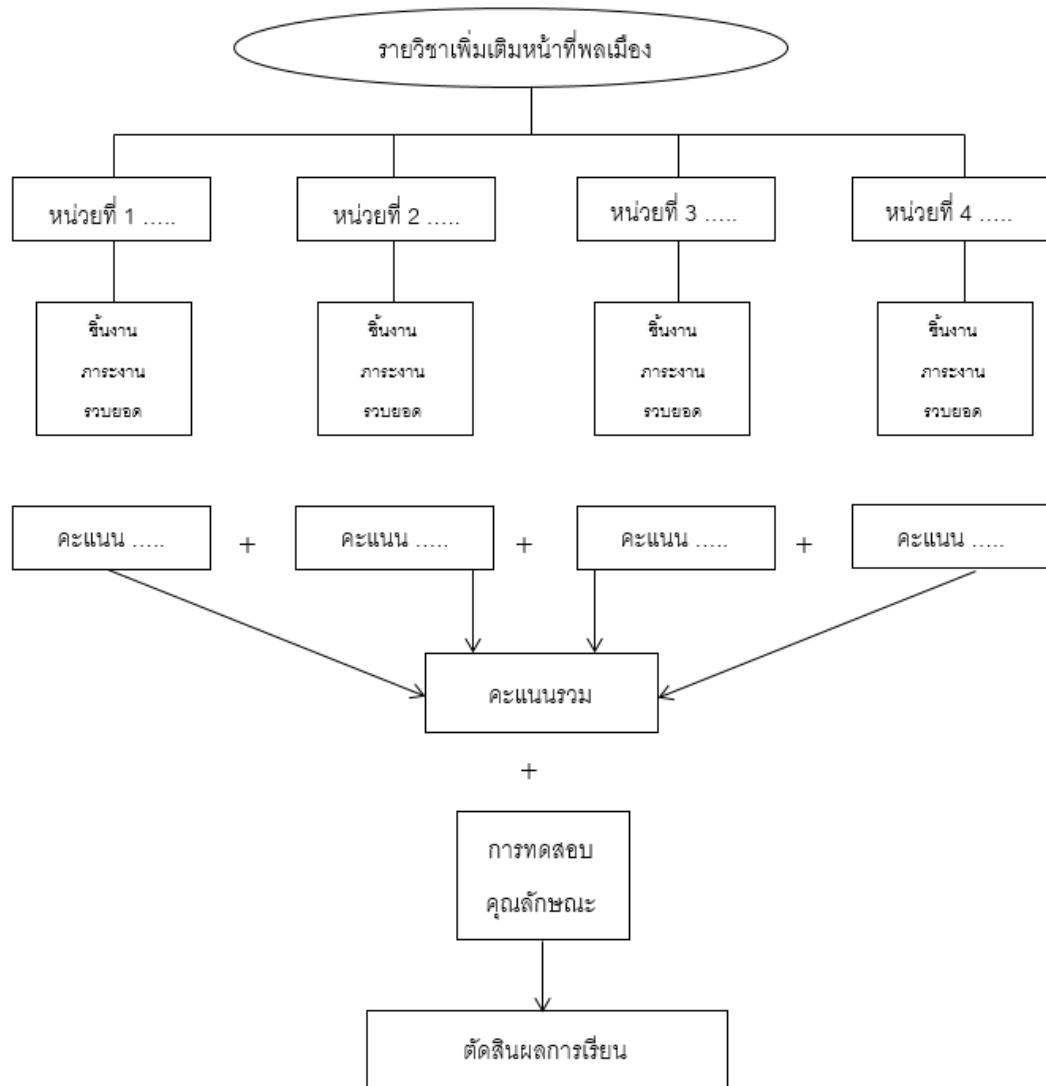 รายวิชาเพิ่มเติมหน้าที่พลเมือง
หน่วยที่ 1 .....
หน่วยที่ 2 .....
หน่วยที่ 3 .....
หน่วยที่ 4 .....
ชิ้นงาน
ภาระงาน
รวบยอด
ชิ้นงาน
ภาระงาน
รวบยอด
ชิ้นงาน
ภาระงาน
รวบยอด
ชิ้นงาน
ภาระงาน
รวบยอด
คะแนน ..... + คะแนน ..... + คะแนน ..... + คะแนน .....
คะแนนรวม
+
การทดสอบ
คุณลักษณะ
ตัดสินผลการเรียน